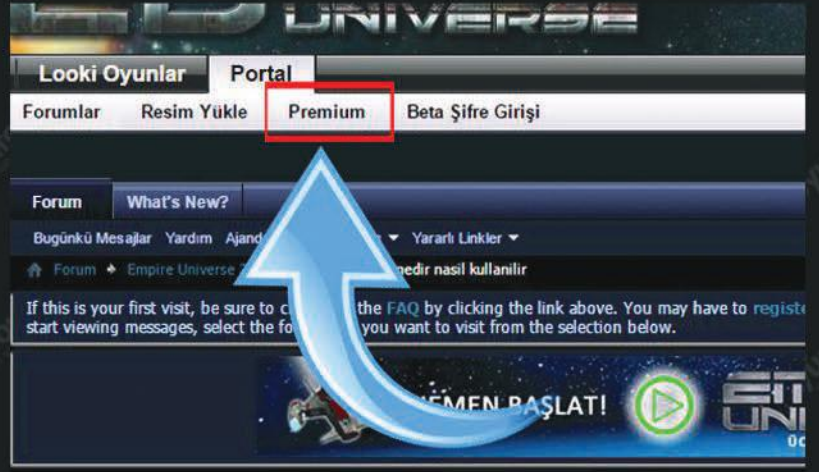 UNIVERSE
Looki Oyunlar Portal
Forumlar Resim Yükle Premium Beta Şifre Girişi
Forum What's New?
Bugünkü Mesajlar Yardım Yararlı Linkler
Forum Empire Universe nedir nasil kullanilir
If this is your first visit, be sure to the FAQ by clicking the link above. You may have to
start viewing messages, select the you want to visit from the selection below.
BAŞLAT!